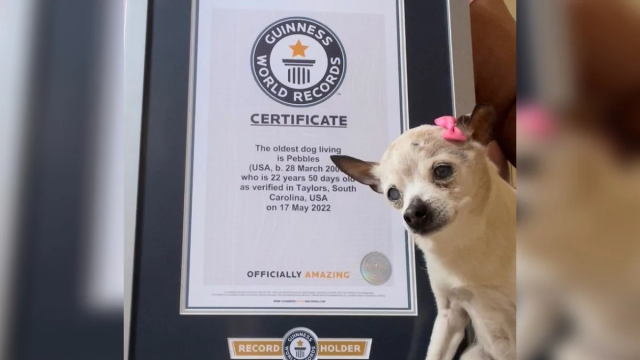 GUINNESS
WORLD RECORDS
CERTIFICATE
The oldest dog living
is Pebbles
(USA, b. 28 March
who is 22 years 50 days old
as verified in Taylors, South
Carolina, USA
on 17 May 2022
OFFICIALLY AMAZING
RECORD HOLDER